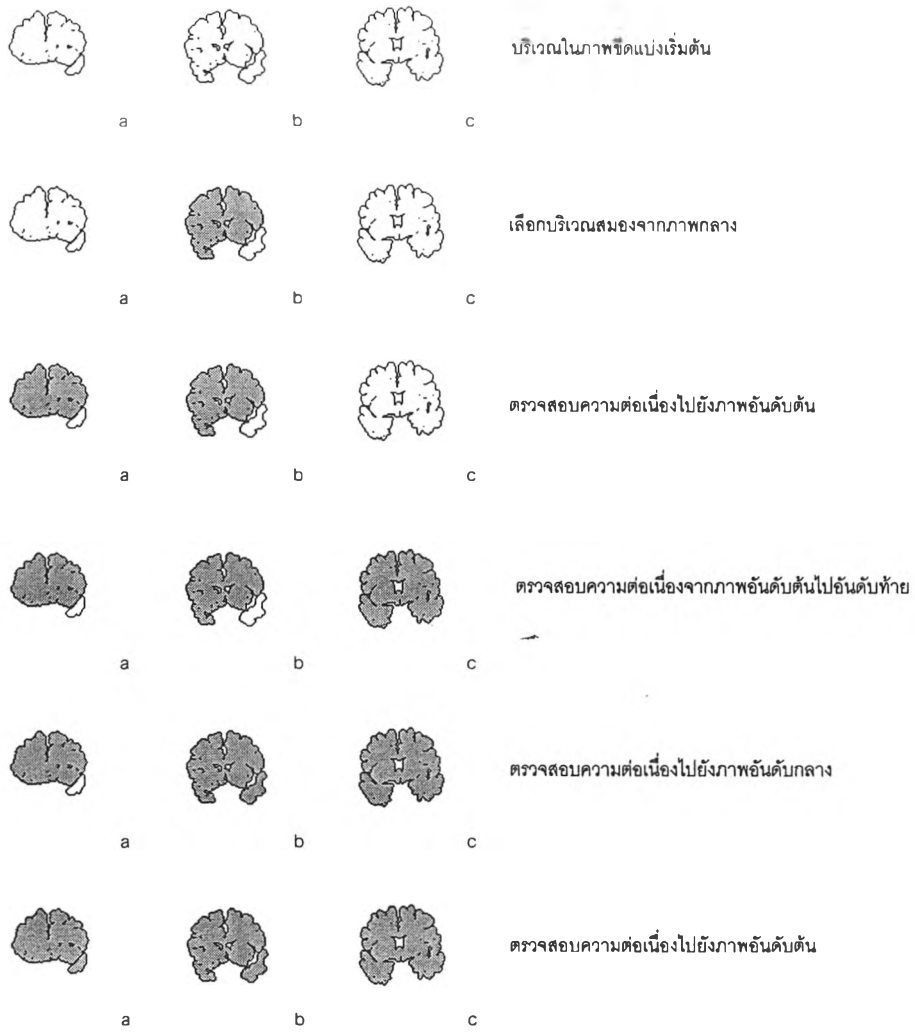 บริเวณในภาพขีดแบ่งเริ่มต้น
a b c
เลือกบริเวณสมองจากภาพกลาง
a b c
ตรวจสอบความต่อเนื่องไปยังภาพอันดับต้น
a b c
ตรวจสอบความต่อเนื่องจากภาพอันดับต้นไปอันดับท้าย
a b c
ตรวจสอบความต่อเนื่องไปยังภาพอันดับกลาง
a b c
ตรวจสอบความต่อเนื่องไปยังภาพอันดับต้น
a b c